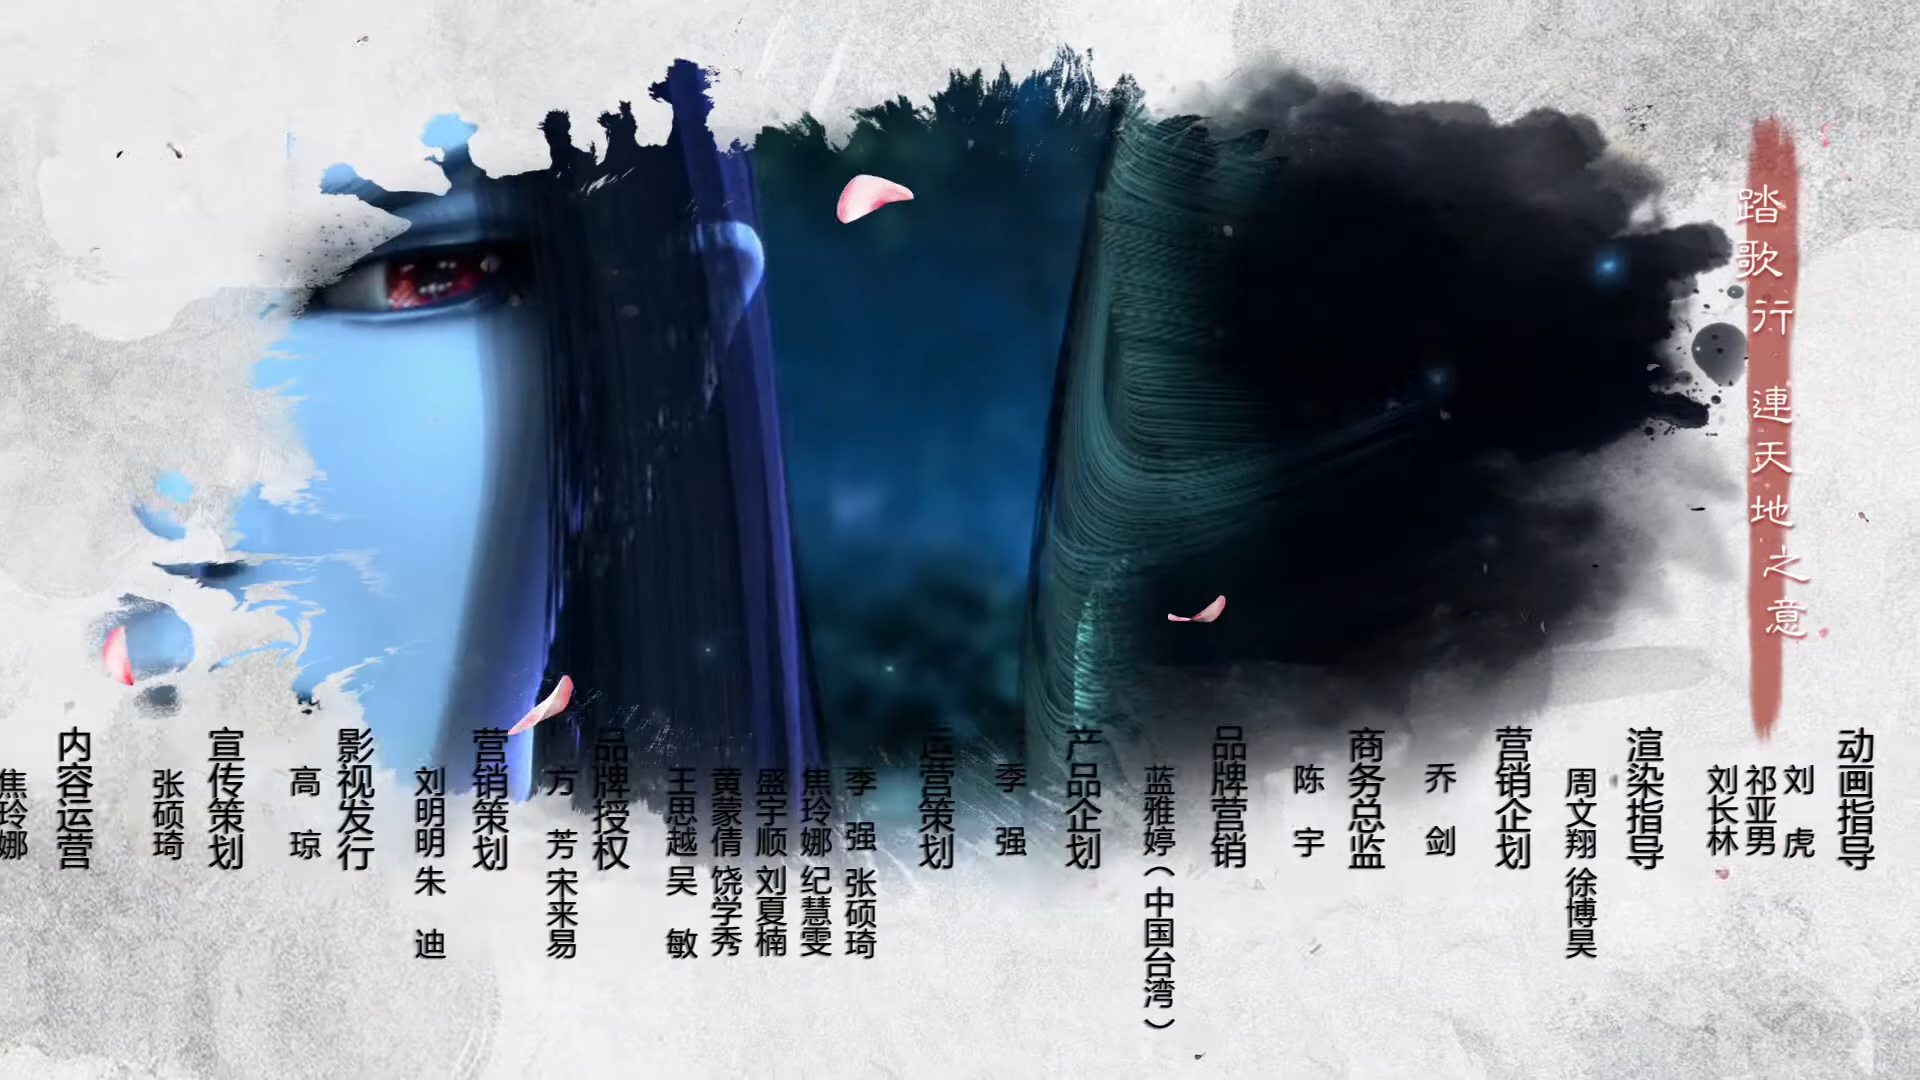 踏歌行 連天地之意
动画指导
刘 虎
祁亚男
刘长林
渲染指导
周文翔 徐博昊
营销企划
乔 剑
商务总监
陈 宇
品牌营销
蓝雅婷（中国台湾）
产品企划
季 强
运营策划
季 强 张硕琦
焦玲娜 纪慧雯
盛宇顺 刘夏楠
黄蒙倩 饶学秀
王思越 吴 敏
品牌授权
方 芳 宋来易
营销策划
刘明明 朱 迪
影视发行
高 琼
宣传策划
张硕琦
内容运营
焦玲娜